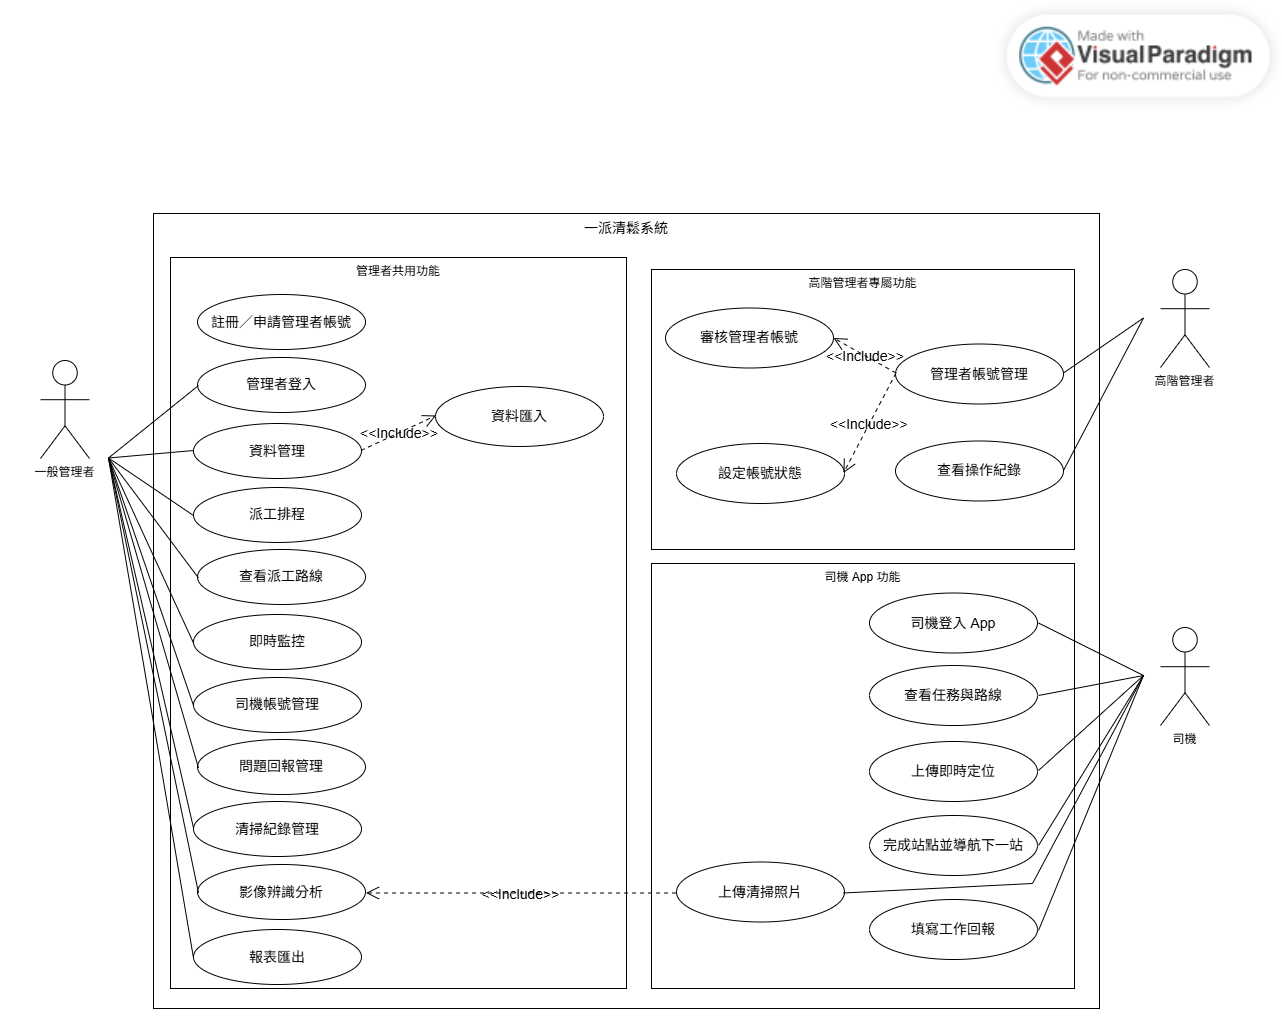 Made with
VisualParadigm
For non-commercial use
一派清鬆系統
管理者共用功能
註冊／申請管理者帳號
管理者登入
資料管理
<<Include>>
資料匯入
派工排程
查看派工路線
即時監控
司機帳號管理
問題回報管理
清掃紀錄管理
影像辨識分析
報表匯出
一般管理者
高階管理者專屬功能
審核管理者帳號
<<Include>>
管理者帳號管理
<<Include>>
設定帳號狀態
查看操作紀錄
高階管理者
司機 App 功能
司機登入 App
查看任務與路線
上傳即時定位
完成站點並導航下一站
<<Include>>
上傳清掃照片
填寫工作回報
司機